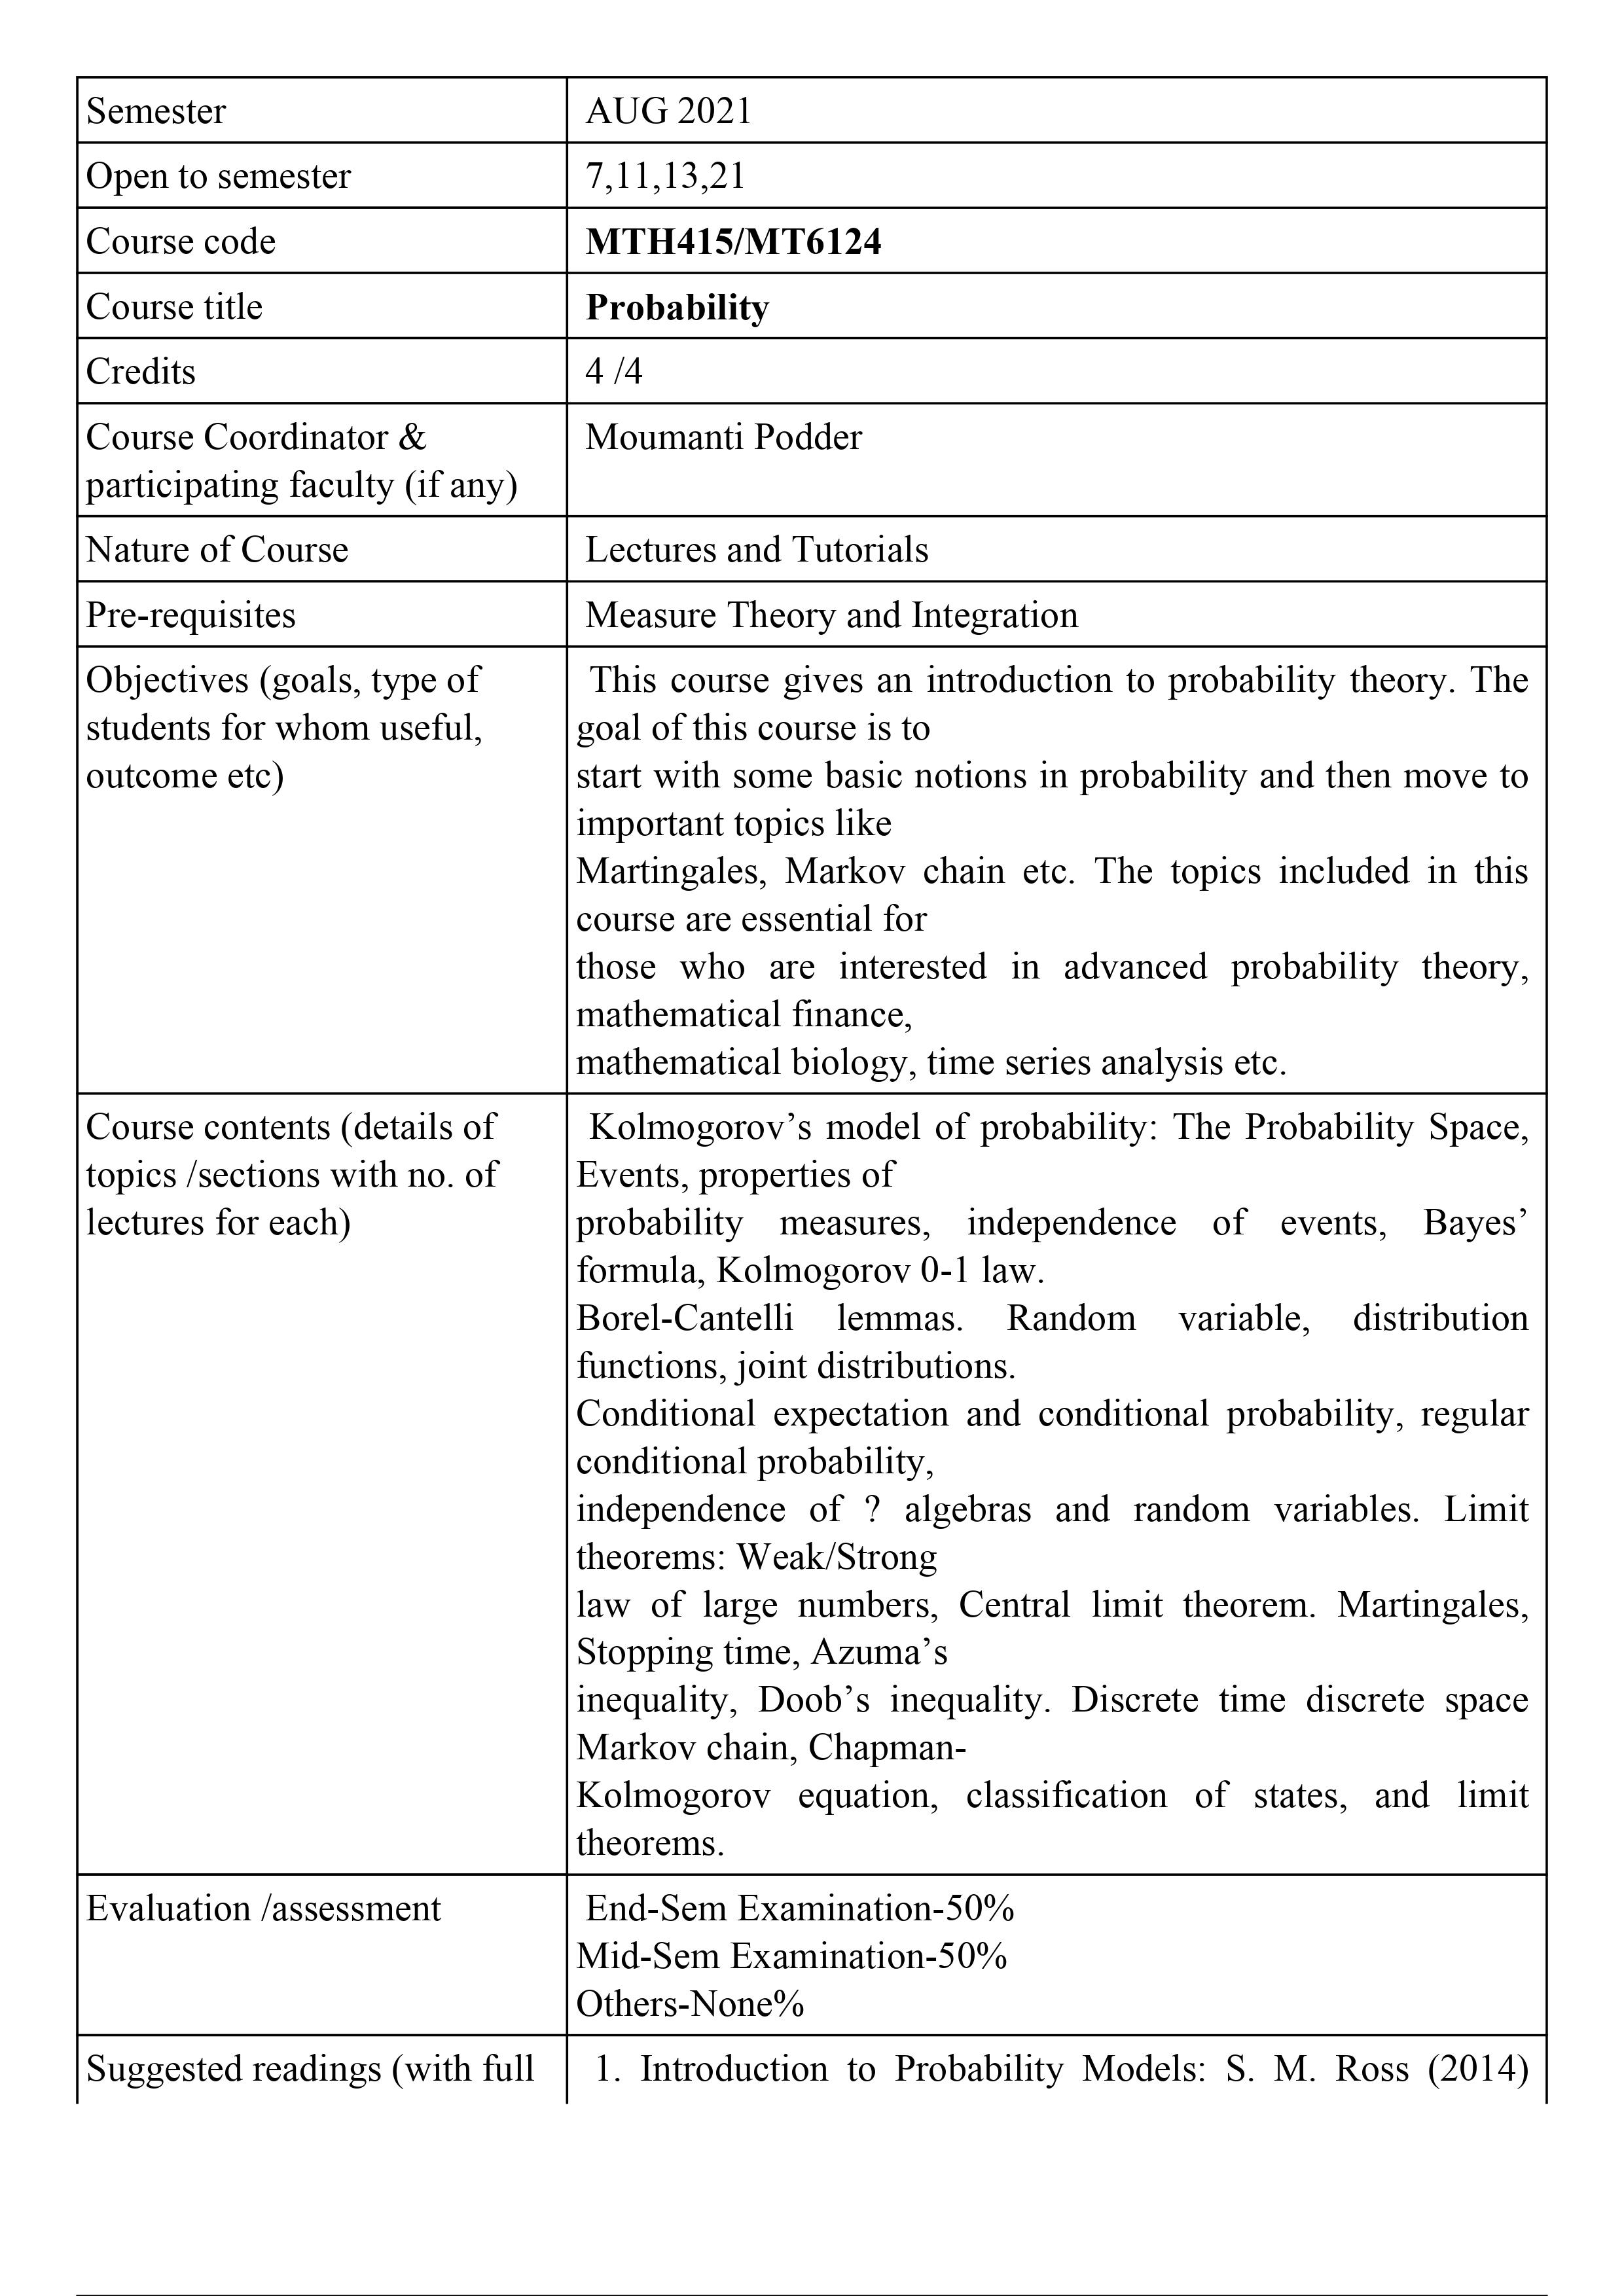 Semester
AUG 2021
Open to semester
7,11,13,21
Course code
MTH415/MT6124
Course title
Probability
Credits
4 /4
Course Coordinator &
participating faculty (if any)
Moumanti Podder
Nature of Course
Lectures and Tutorials
Pre-requisites
Measure Theory and Integration
Objectives (goals, type of
students for whom useful,
outcome etc)
This course gives an introduction to probability theory. The
goal of this course is to
start with some basic notions in probability and then move to
important topics like
Martingales, Markov chain etc. The topics included in this
course are essential for
those who are interested in advanced probability theory,
mathematical finance,
mathematical biology, time series analysis etc.
Course contents (details of
topics /sections with no. of
lectures for each)
Kolmogorov’s model of probability: The Probability Space,
Events, properties of
probability measures, independence of events, Bayes’
formula, Kolmogorov 0-1 law.
Borel-Cantelli lemmas. Random variable, distribution
functions, joint distributions.
Conditional expectation and conditional probability, regular
conditional probability,
independence of ? algebras and random variables. Limit
theorems: Weak/Strong
law of large numbers, Central limit theorem. Martingales,
Stopping time, Azuma’s
inequality, Doob’s inequality. Discrete time discrete space
Markov chain, Chapman-
Kolmogorov equation, classification of states, and limit
theorems.
Evaluation /assessment
End-Sem Examination-50%
Mid-Sem Examination-50%
Others-None%
Suggested readings (with full
1. Introduction to Probability Models: S. M. Ross (2014)